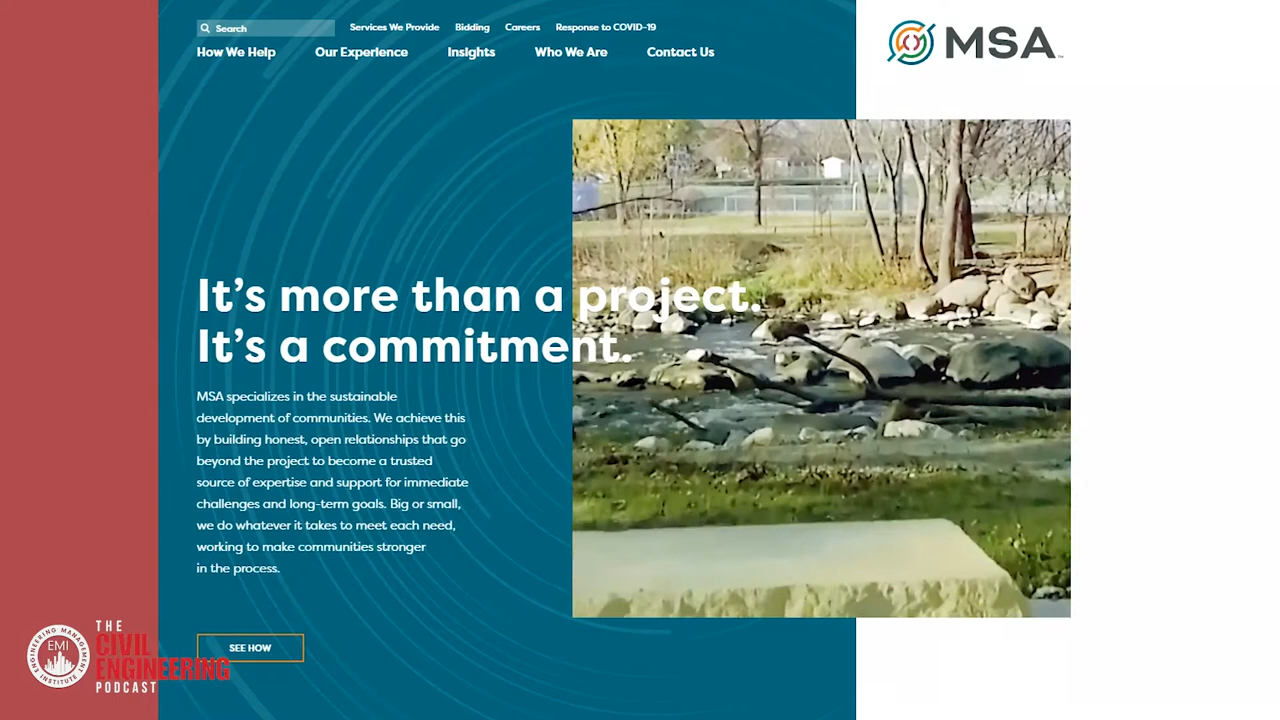 Search
Services We Provide
Bidding
Careers
Response to COVID-19
How We Help
Our Experience
Insights
Who We Are
Contact Us
MSA™
It's more than a project.
It's a commitment.
MSA specializes in the sustainable
development of communities. We achieve this
by building honest, open relationships that go
beyond the project to become a trusted
source of expertise and support for immediate
challenges and long-term goals. Big or small,
we do whatever it takes to meet each need,
working to make communities stronger
in the process.
SEE HOW
ENGINEERING MANAGEMENT
EMI
INSTITUTE
THE
CIVIL
ENGINEERING
PODCAST